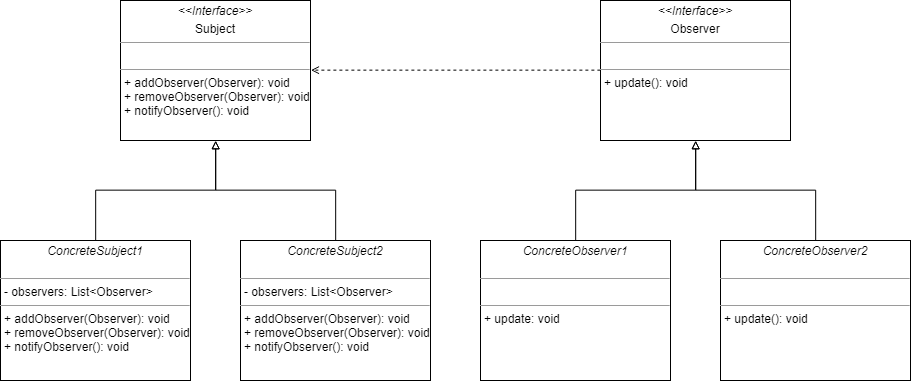 <<Interface>>
Subject
+ addObserver(Observer): void
+ removeObserver(Observer): void
+ notifyObserver(): void
<<Interface>>
Observer
+ update(): void
ConcreteSubject1
- observers: List<Observer>
+ addObserver(Observer): void
+ removeObserver(Observer): void
+ notifyObserver(): void
ConcreteSubject2
- observers: List<Observer>
+ addObserver(Observer): void
+ removeObserver(Observer): void
+ notifyObserver(): void
ConcreteObserver1
+ update: void
ConcreteObserver2
+ update(): void